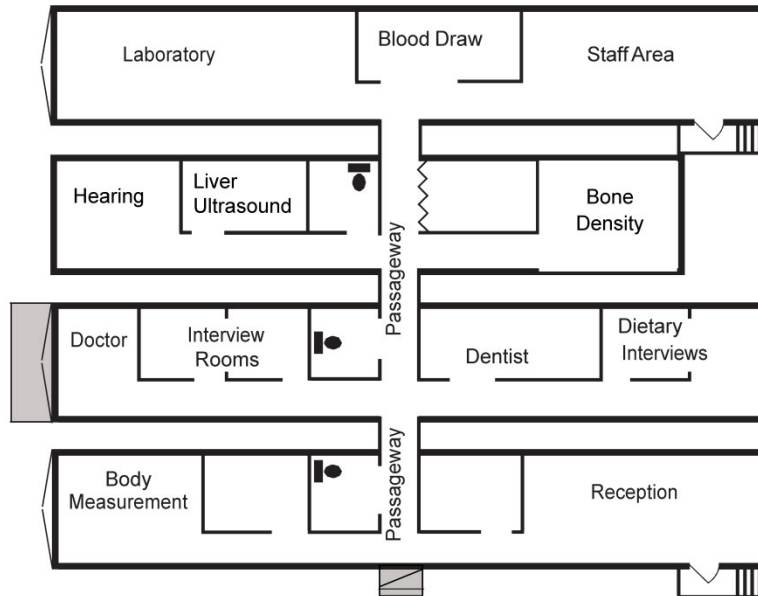 Laboratory
Blood Draw
Staff Area
Hearing
Liver
Ultrasound
Bone
Density
Passageway
Doctor
Interview
Rooms
Dentist
Dietary
Interviews
Passageway
Body
Measurement
Reception